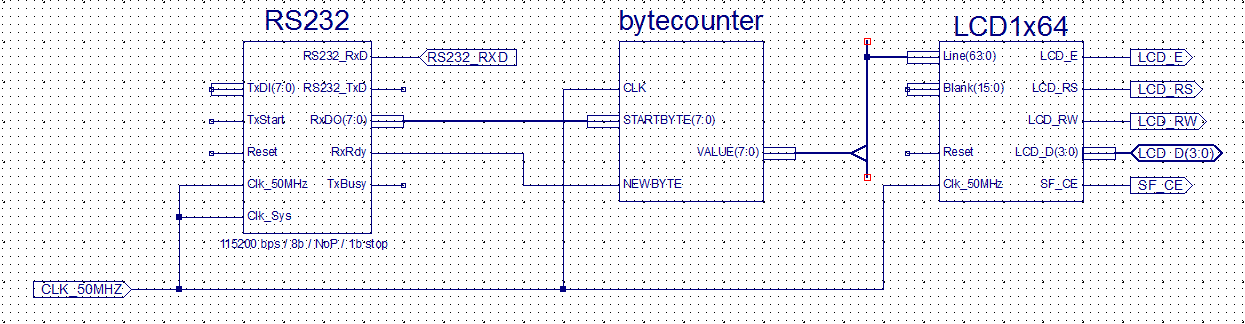 RS232
bytecounter
LCD1x64
RS232_RxD
RS232_RXD
TxDI(7:0)
RS232_TxD
TxStart
RxDO(7:0)
Reset
RxRdy
Clk_50MHz
TxBusy
Clk_Sys
115200 bps / 8b / NoP / 1b stop
CLK
STARTBYTE(7:0)
VALUE(7:0)
NEWBYTE
Line(63:0)
LCD_E
LCD_E
Blank(15:0)
LCD_RS
LCD_RS
LCD_RW
LCD_RW
Reset
LCD_D(3:0)
LCD_D(3:0)
Clk_50MHz
SF_CE
SF_CE
CLK_50MHZ